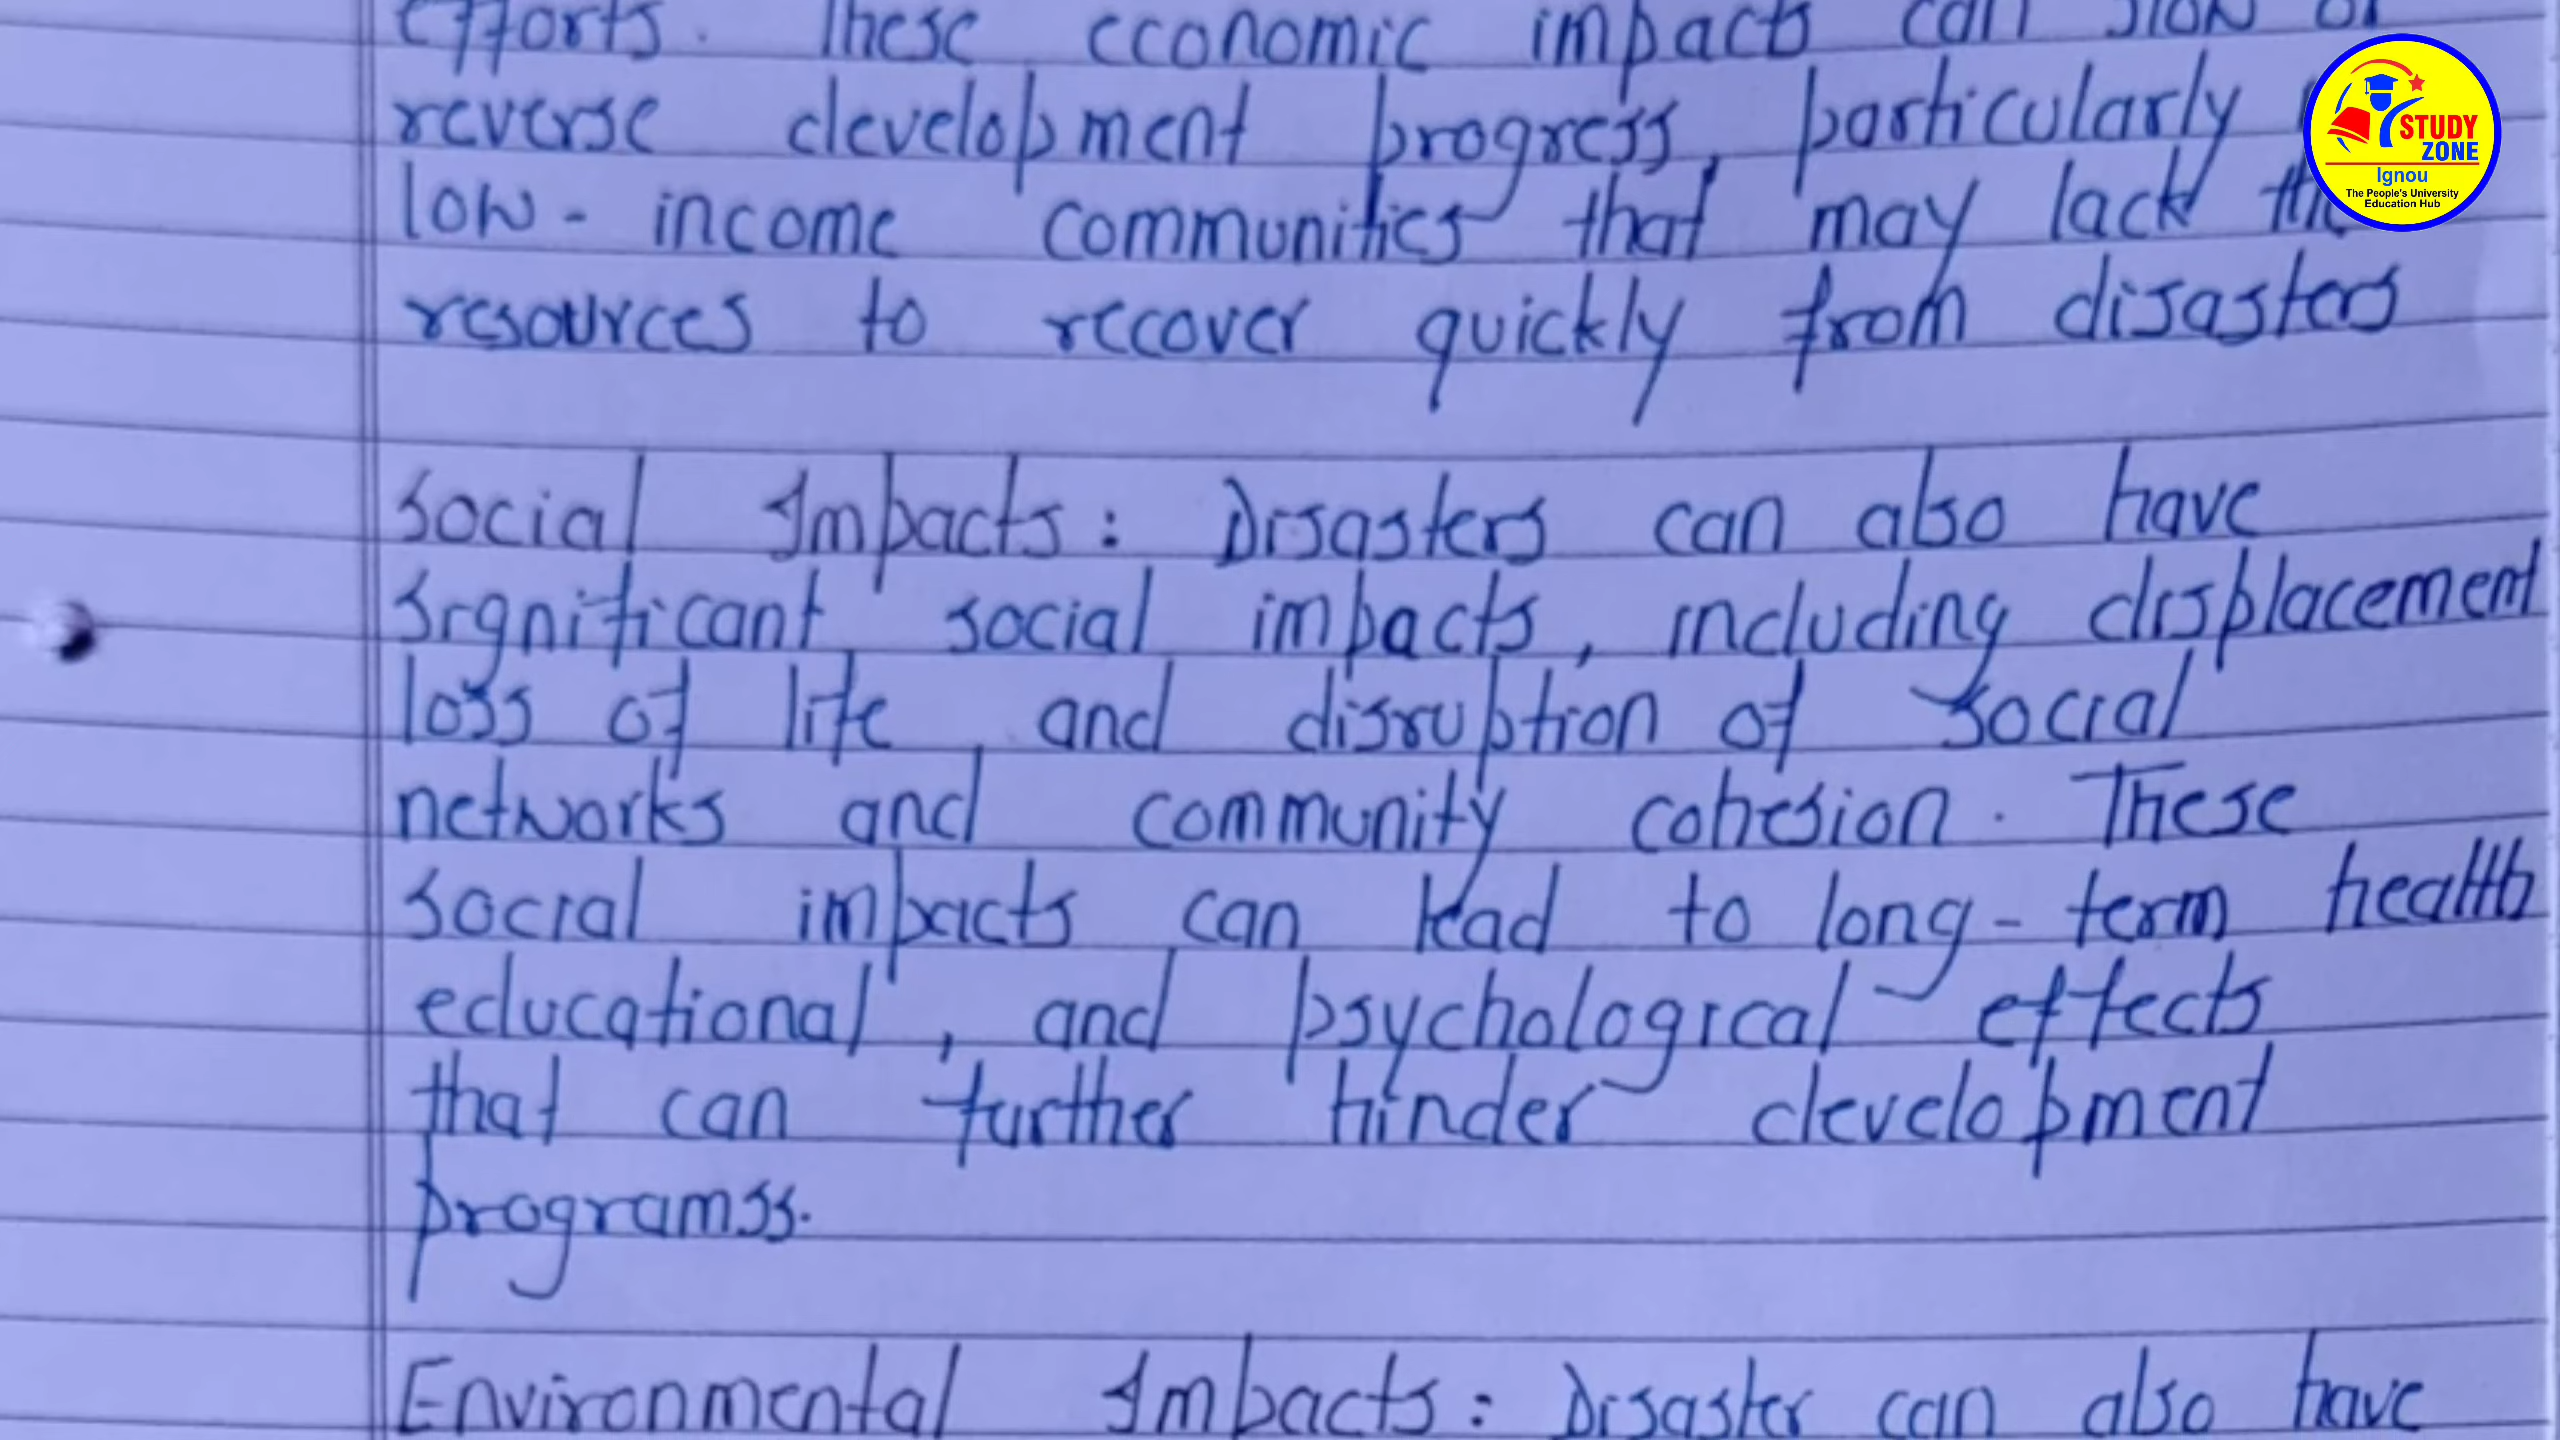 efforts. These economic impacts can slow or
reverse development progress, particularly
low - income communities that may lack the
resources to recover quickly from disasters
Social Impacts : Disasters can also have
Significant social impacts, including displacement
loss of life, and disruption of social
networks and community cohesion. These
Social impacts can lead to long - term health
educational, and psychological effects
that can further hinder development
programss.
Environmental Impacts : Disaster can also have
STUDY
ZONE
Ignou
The People's University
Education Hub